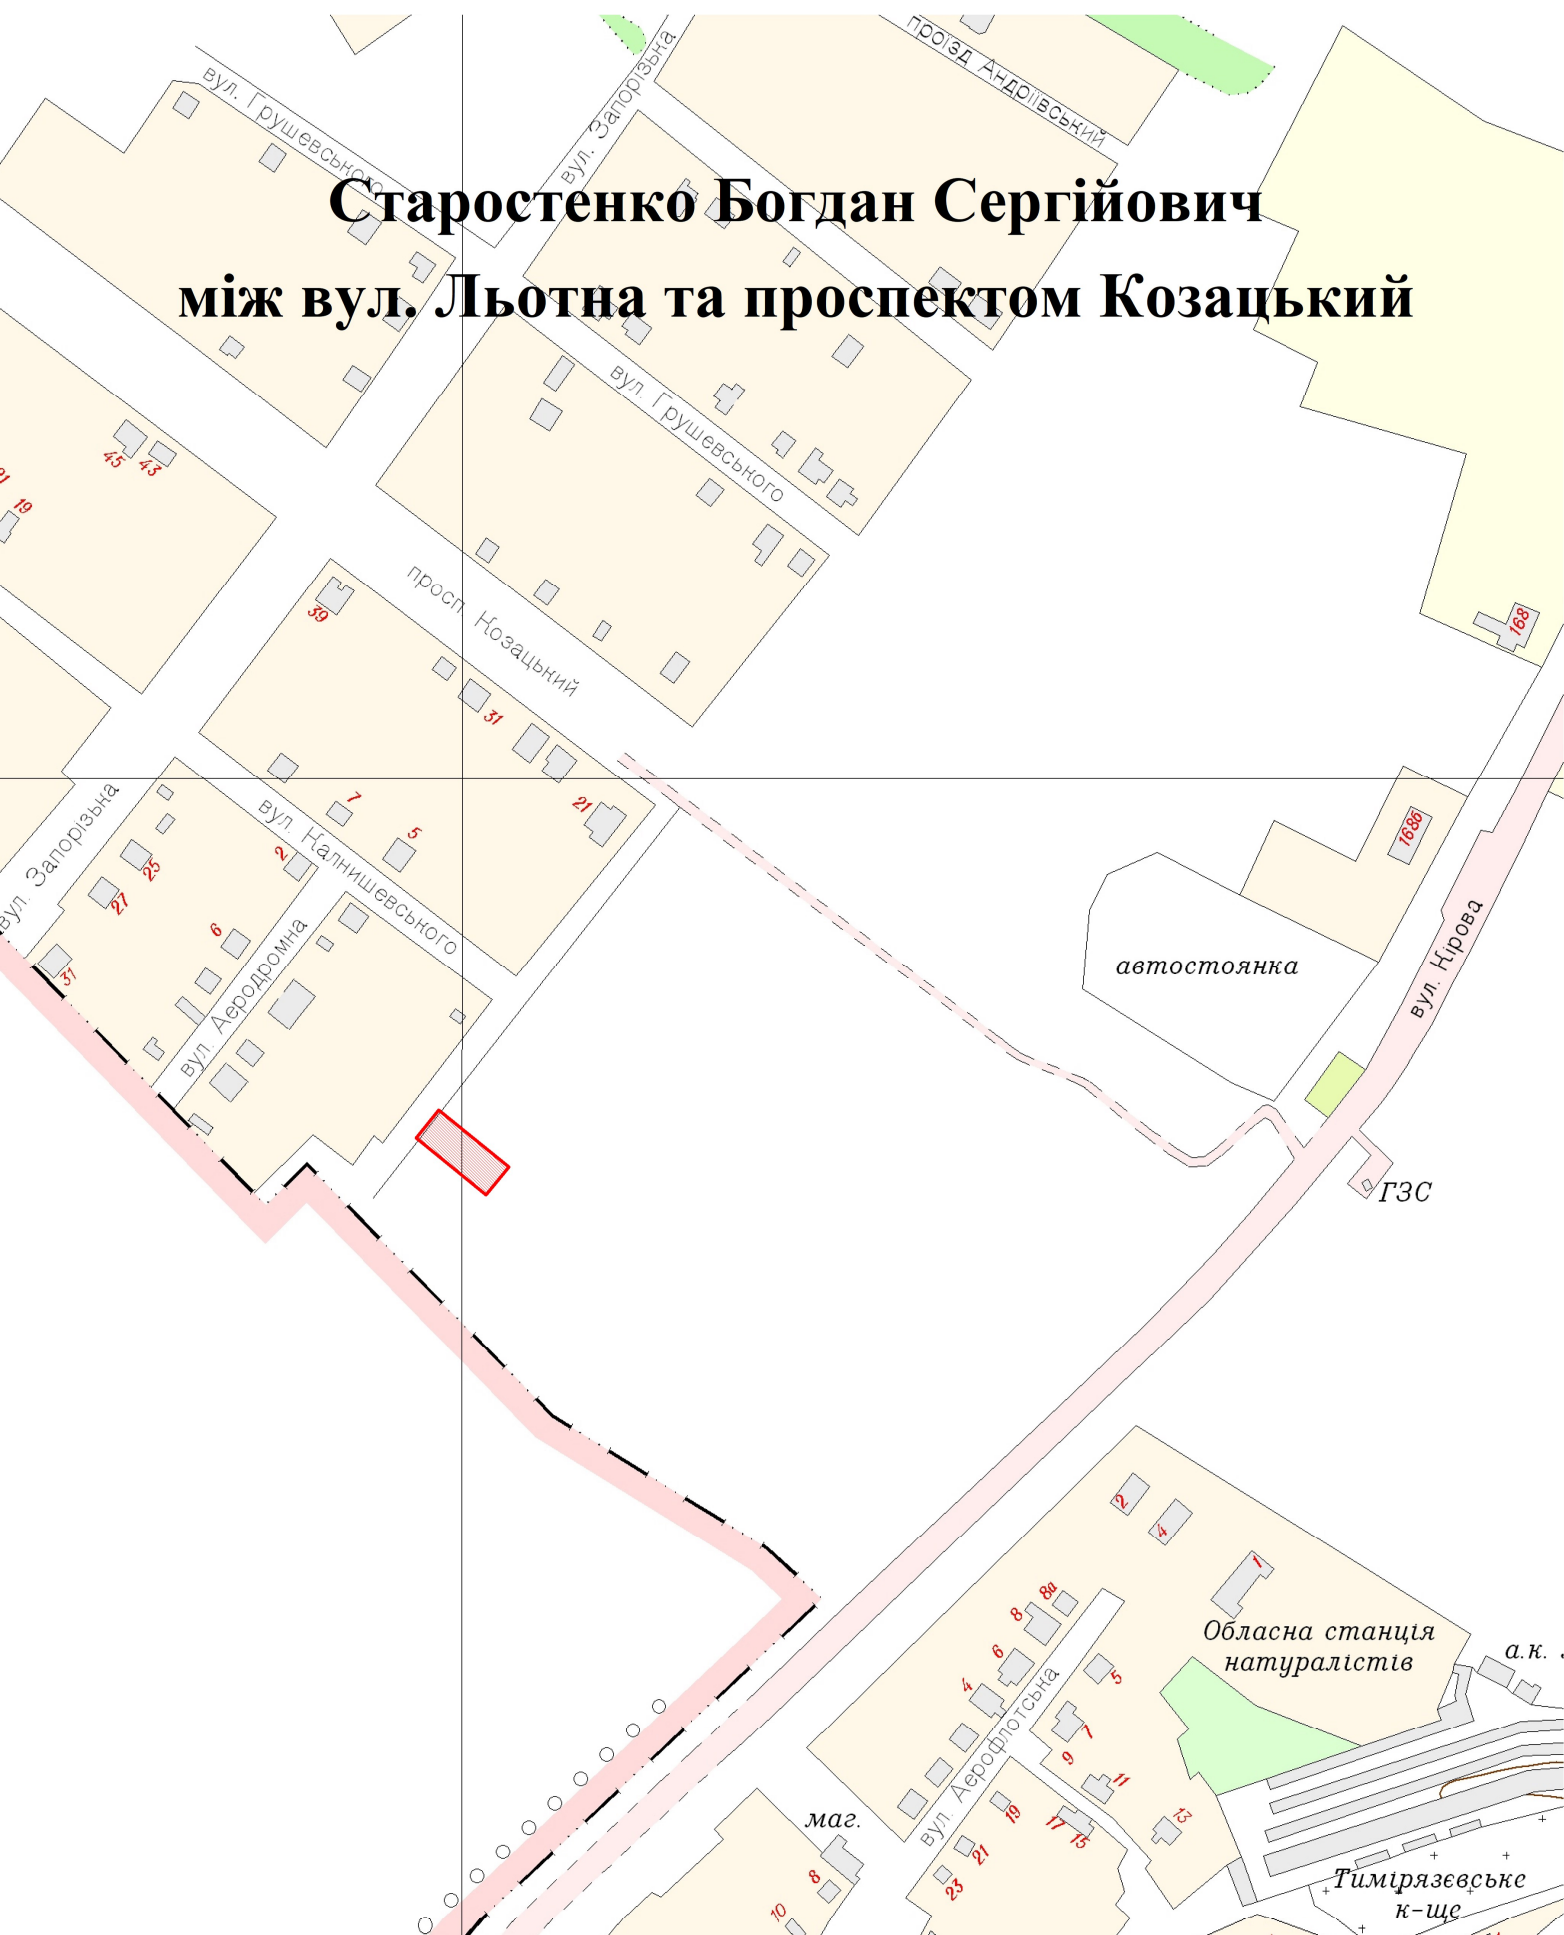 проїзд Андріївський
вул. Запорізька
вул. Грушевського
Старостенко Богдан Сергійович
між вул. Льотна та проспектом Козацький
вул. Грушевського
45
43
19
просп. Козацький
39
31
21
168
168б
вул. Запорізька
7
5
вул. Калнишевського
2
25
27
6
31
вул. Аеродромна
автостоянка
вул. Кірова
ГЗС
2
4
1
8а
8
6
4
5
7
9
11
13
Обласна станція
натуралістів
а.к.
вул. Аерофлотська
маг.
19
17
15
21
23
8
10
Тимірязєвське
к-ще